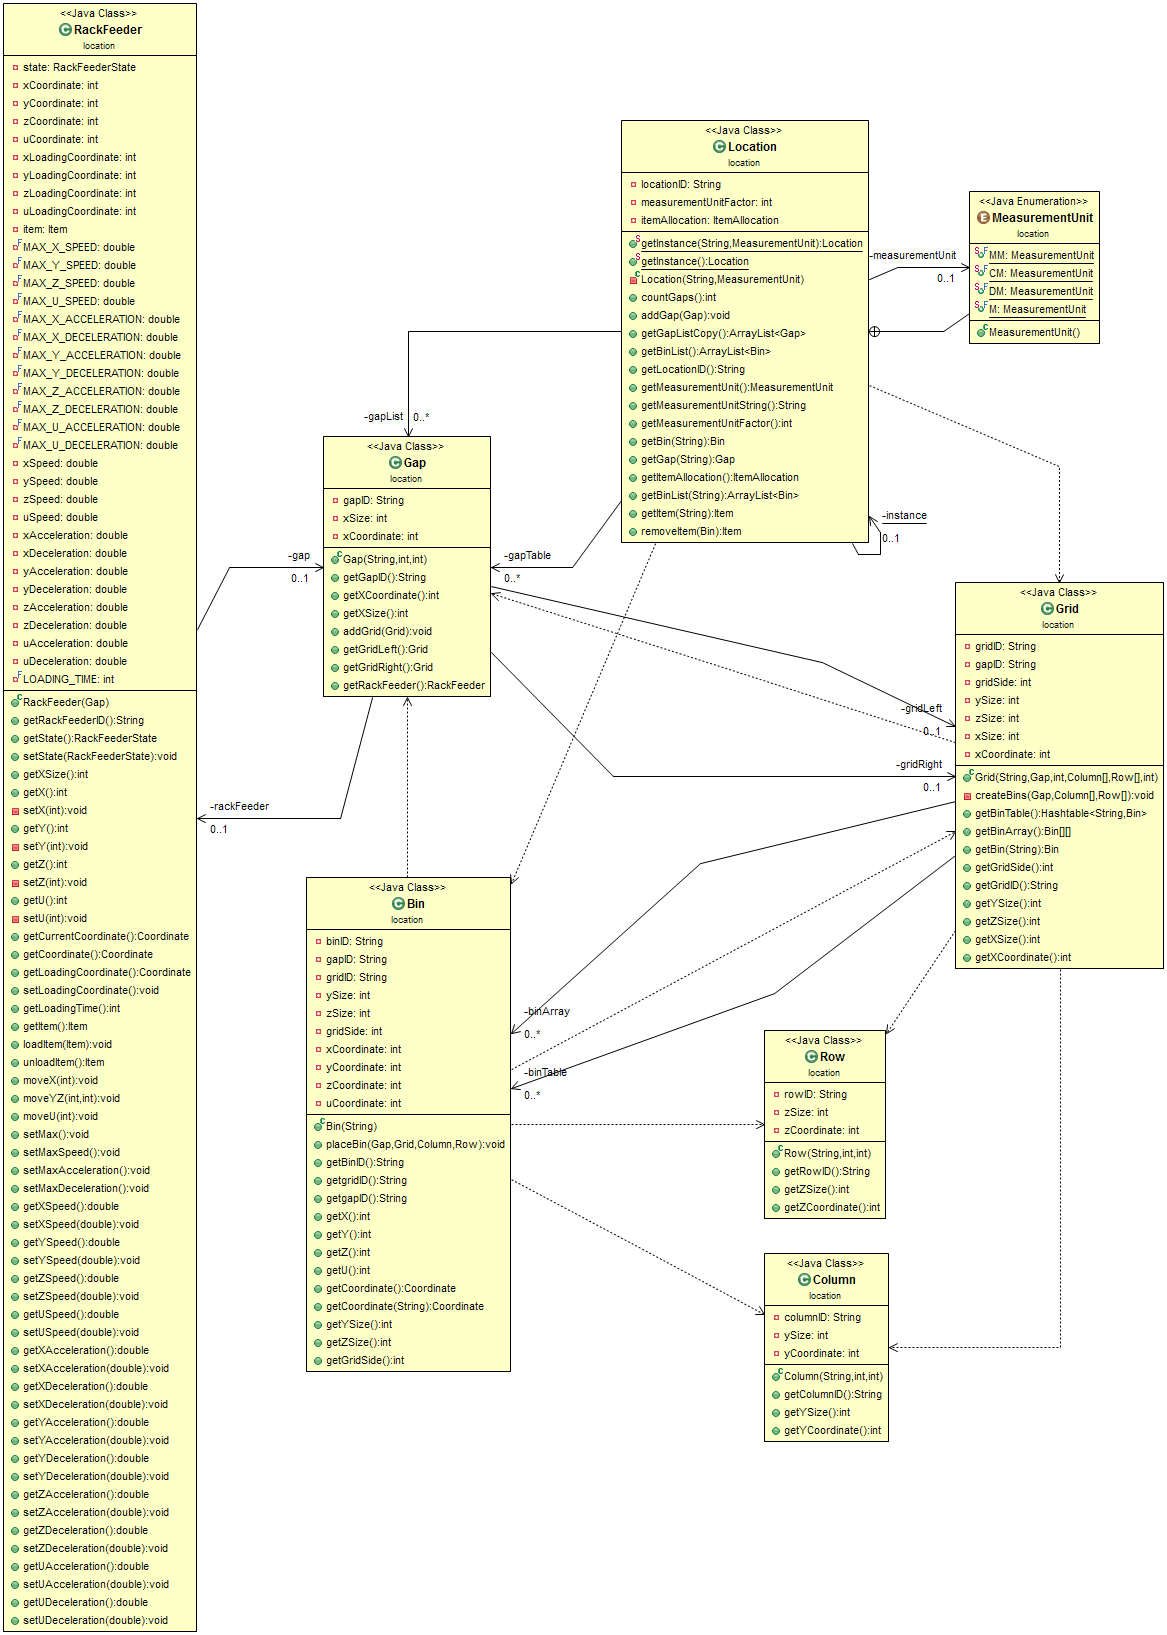 <<Java Class>>
RackFeeder
location
state: RackFeederState
xCoordinate: int
yCoordinate: int
zCoordinate: int
uCoordinate: int
xLoadingCoordinate: int
yLoadingCoordinate: int
zLoadingCoordinate: int
uLoadingCoordinate: int
item: Item
MAX_X_SPEED: double
MAX_Y_SPEED: double
MAX_Z_SPEED: double
MAX_U_SPEED: double
MAX_X_ACCELERATION: double
MAX_X_DECELERATION: double
MAX_Y_ACCELERATION: double
MAX_Y_DECELERATION: double
MAX_Z_ACCELERATION: double
MAX_Z_DECELERATION: double
MAX_U_ACCELERATION: double
MAX_U_DECELERATION: double
xSpeed: double
ySpeed: double
zSpeed: double
uSpeed: double
xAcceleration: double
xDeceleration: double
yAcceleration: double
yDeceleration: double
zAcceleration: double
zDeceleration: double
uAcceleration: double
uDeceleration: double
LOADING_TIME: int
RackFeeder(Gap)
getRackFeederID():String
getState():RackFeederState
setState(RackFeederState):void
getXSize():int
getX():int
setX(int):void
getY():int
setY(int):void
getZ():int
setZ(int):void
getU():int
setU(int):void
getCurrentCoordinate():Coordinate
getCoordinate():Coordinate
getLoadingCoordinate():Coordinate
setLoadingCoordinate():void
getLoadingTime():int
getItem():Item
loadItem(Item):void
unloadItem():Item
moveX(int):void
moveYZ(int,int):void
moveU(int):void
setMax():void
setMaxSpeed():void
setMaxAcceleration():void
setMaxDeceleration():void
getXSpeed():double
setXSpeed(double):void
getYSpeed():double
setYSpeed(double):void
getZSpeed():double
setZSpeed(double):void
getUSpeed():double
setUSpeed(double):void
getXAcceleration():double
setXAcceleration(double):void
getXDeceleration():double
setXDeceleration(double):void
getYAcceleration():double
setYAcceleration(double):void
getYDeceleration():double
setYDeceleration(double):void
getZAcceleration():double
setZAcceleration(double):void
getZDeceleration():double
setZDeceleration(double):void
getUAcceleration():double
setUAcceleration(double):void
getUDeceleration():double
setUDeceleration(double):void
<<Java Class>>
Location
location
locationID: String
measurementUnitFactor: int
itemAllocation: ItemAllocation
getInstance(String,MeasurementUnit):Location
getInstance():Location
Location(String,MeasurementUnit)
countGaps():int
addGap(Gap):void
getGapListCopy():ArrayList<Gap>
getBinList():ArrayList<Bin>
getLocationID():String
getMeasurementUnit():MeasurementUnit
getMeasurementUnitString():String
getMeasurementUnitFactor():int
getBin(String):Bin
getGap(String):Gap
getItemAllocation():ItemAllocation
getBinList(String):ArrayList<Bin>
getItem(String):Item
removeItem(Bin):Item
-measurementUnit
0..1
<<Java Enumeration>>
MeasurementUnit
location
MM: MeasurementUnit
CM: MeasurementUnit
DM: MeasurementUnit
M: MeasurementUnit
MeasurementUnit()
-instance
0..1
-gapList
0..*
<<Java Class>>
Gap
location
gapID: String
xSize: int
xCoordinate: int
Gap(String,int,int)
getGapID():String
getXCoordinate():int
getXSize():int
addGrid(Grid):void
getGridLeft():Grid
getGridRight():Grid
getRackFeeder():RackFeeder
-gap
0..1
-gapTable
0..*
-rackFeeder
0..1
-gridLeft
0..1
-gridRight
0..1
<<Java Class>>
Grid
location
gridID: String
gapID: String
gridSide: int
ySize: int
zSize: int
xSize: int
xCoordinate: int
Grid(String,Gap,int,Column[],Row[],int)
createBins(Gap,Column[],Row[]):void
getBinTable():Hashtable<String,Bin>
getBinArray():Bin[][]
getBin(String):Bin
getGridSide():int
getGridID():String
getYSize():int
getZSize():int
getXSize():int
getXCoordinate():int
<<Java Class>>
Bin
location
binID: String
gapID: String
gridID: String
ySize: int
zSize: int
gridSide: int
xCoordinate: int
yCoordinate: int
zCoordinate: int
uCoordinate: int
Bin(String)
placeBin(Gap,Grid,Column,Row):void
getBinID():String
getgridID():String
getgapID():String
getX():int
getY():int
getZ():int
getU():int
getCoordinate():Coordinate
getCoordinate(String):Coordinate
getYSize():int
getZSize():int
getGridSide():int
-binArray
0..*
-binTable
0..*
<<Java Class>>
Row
location
rowID: String
zSize: int
zCoordinate: int
Row(String,int,int)
getRowID():String
getZSize():int
getZCoordinate():int
<<Java Class>>
Column
location
columnID: String
ySize: int
yCoordinate: int
Column(String,int,int)
getColumnID():String
getYSize():int
getYCoordinate():int